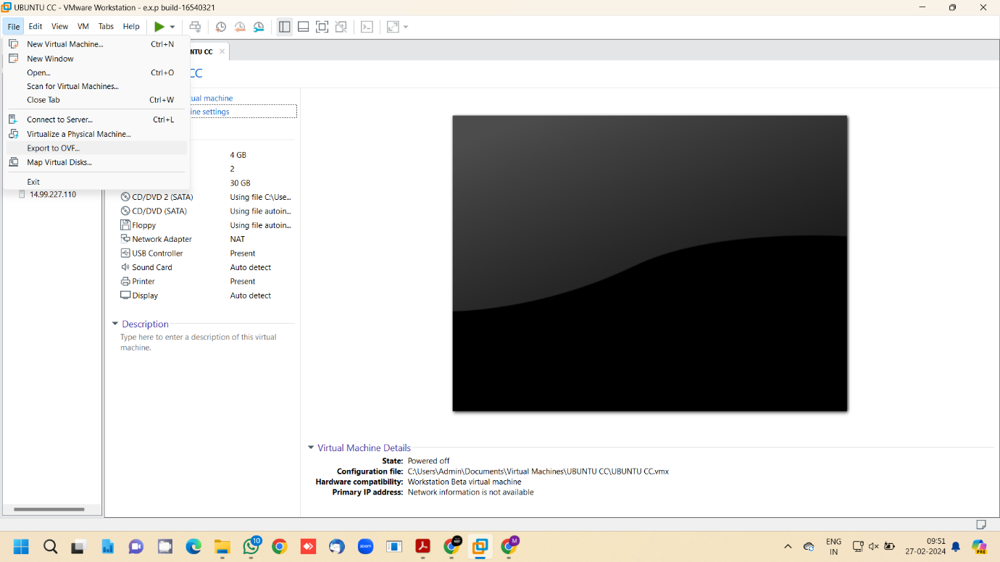 UBUNTU CC - VMware Workstation - e.x.p build-16540321
File Edit View VM Tabs Help
New Virtual Machine... Ctrl+N
New Window
Open... Ctrl+O
Scan for Virtual Machines...
Close Tab Ctrl+W
Connect to Server... Ctrl+L
Virtualize a Physical Machine...
Export to OVF...
Map Virtual Disks...
Exit
14.99.227.110
NTU CC
CC
tual machine
ine settings
4 GB
2
30 GB
CD/DVD 2 (SATA) Using file C:\Use...
CD/DVD (SATA) Using file autoin...
Floppy Using file autoin...
Network Adapter NAT
USB Controller Present
Sound Card Auto detect
Printer Present
Display Auto detect
Description
Type here to enter a description of this virtual
machine.
Virtual Machine Details
State: Powered off
Configuration file: C:\Users\Admin\Documents\Virtual Machines\UBUNTU CC\UBUNTU CC.vmx
Hardware compatibility: Workstation Beta virtual machine
Primary IP address: Network information is not available
zoom
10
M
ENG
IN
09:51
27-02-2024
PRE